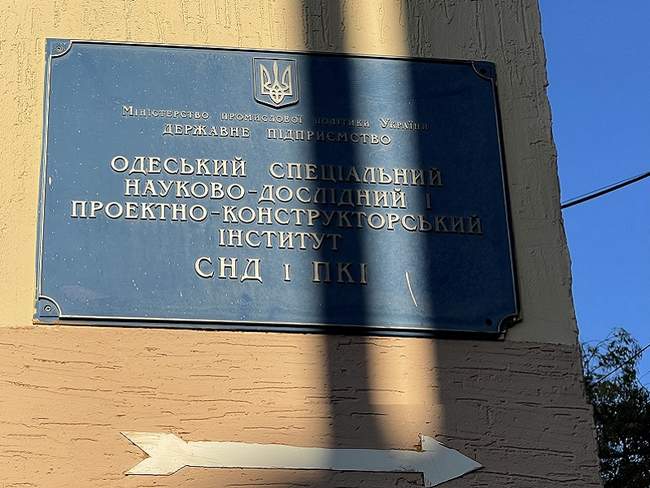 Міністерство промислової політики України
ДЕРЖАВНЕ ПІДПРИЄМСТВО
ОДЕСЬКИЙ СПЕЦІАЛЬНИЙ
НАУКОВО-ДОСЛІДНИЙ І
ПРОЕКТНО-КОНСТРУКТОРСЬКИЙ
ІНСТИТУТ
СНД І ПКІ